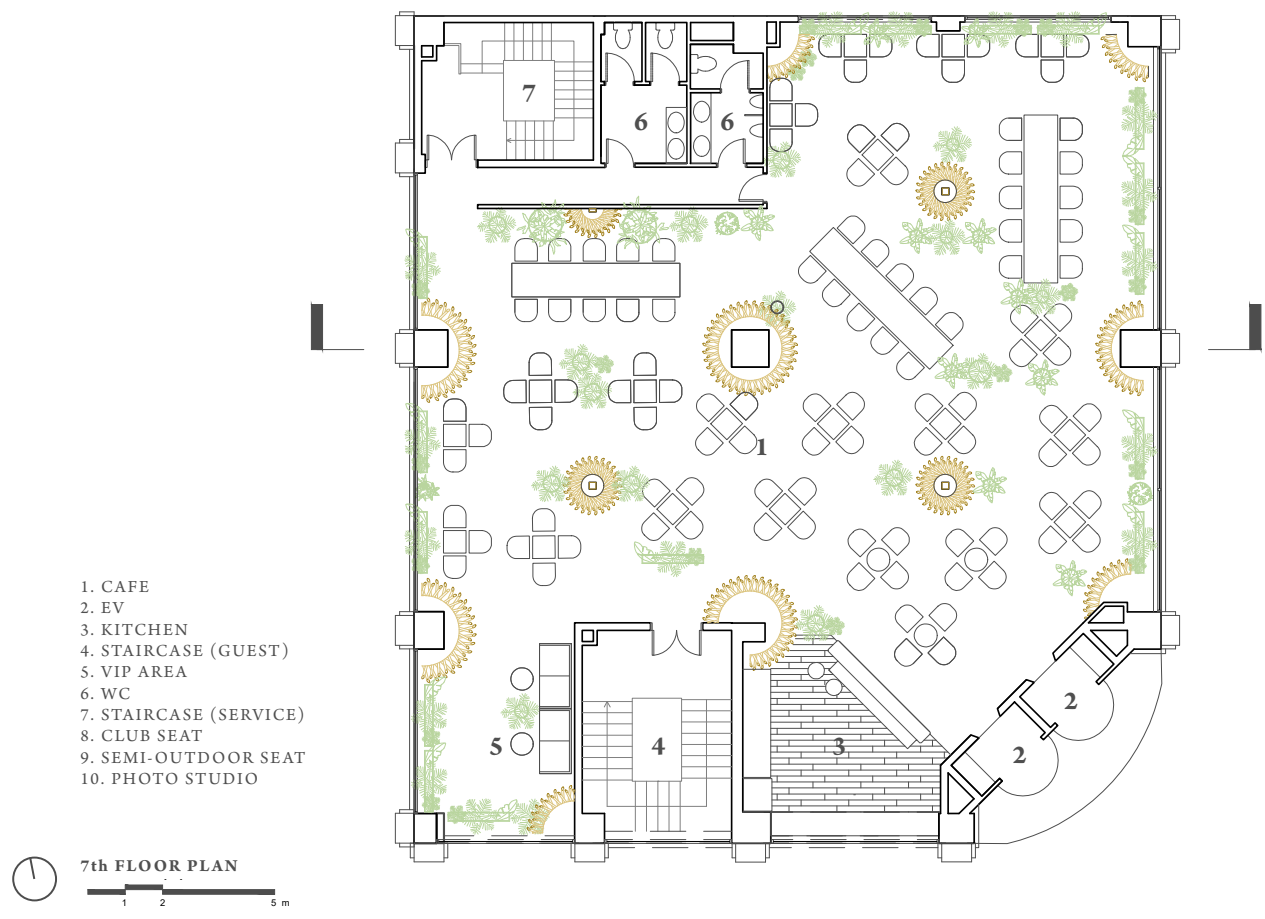 7
6
6
1
1. CAFE
2. EV
3. KITCHEN
4. STAIRCASE (GUEST)
5. VIP AREA
6. WC
7. STAIRCASE (SERVICE)
8. CLUB SEAT
9. SEMI-OUTDOOR SEAT
10. PHOTO STUDIO
2
5
4
3
2
7th FLOOR PLAN
1 2 5 m